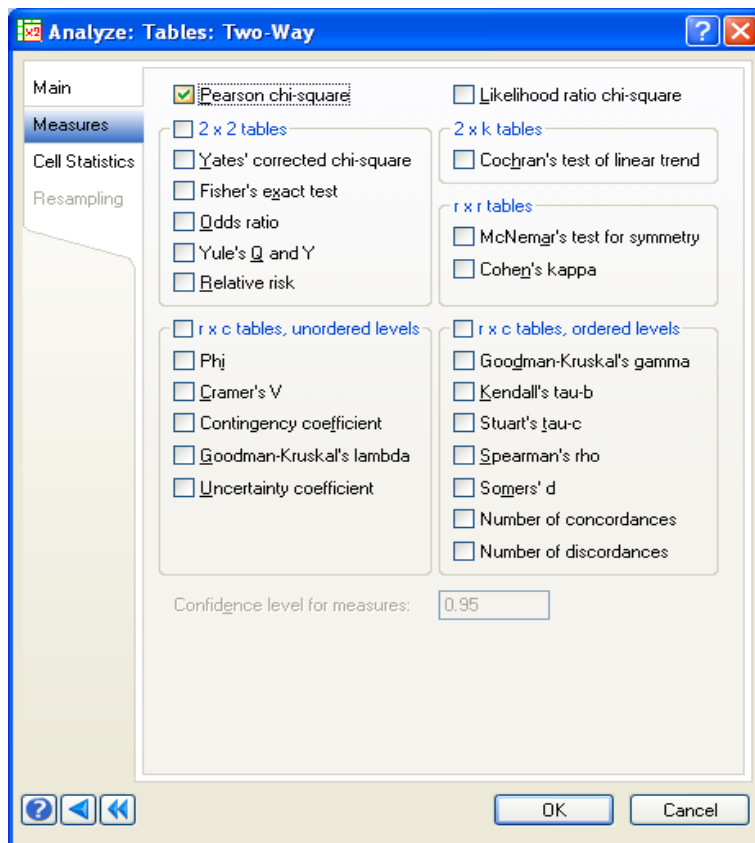 Analyze: Tables: Two-Way
Main
Measures
Cell Statistics
Resampling
Pearson chi-square
Likelihood ratio chi-square
2 x 2 tables
Yates' corrected chi-square
Fisher's exact test
Odds ratio
Yule's Q and Y
Relative risk
2 x k tables
Cochran's test of linear trend
r x r tables
McNemar's test for symmetry
Cohen's kappa
r x c tables, unordered levels
Phi
Cramer's V
Contingency coefficient
Goodman-Kruskal's lambda
Uncertainty coefficient
r x c tables, ordered levels
Goodman-Kruskal's gamma
Kendall's tau-b
Stuart's tau-c
Spearman's rho
Somers' d
Number of concordances
Number of discordances
Confidence level for measures: 0.95
OK Cancel